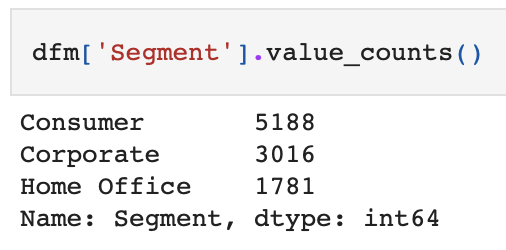 dfm['Segment'].value_counts()
Consumer 5188
Corporate 3016
Home Office 1781
Name: Segment, dtype: int64